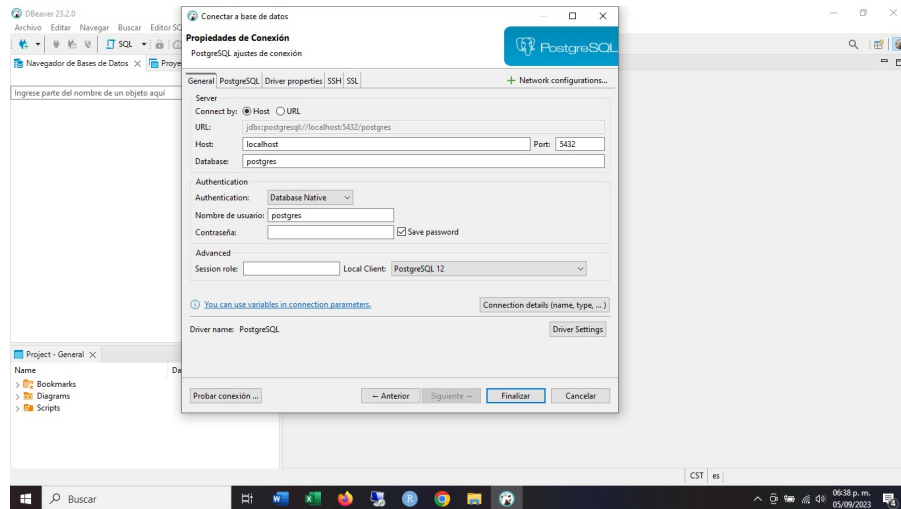 DBeaver 23.2.0
Archivo Editar Navegar Buscar Editor SQ
SQL
Navegador de Bases de Datos
Proye
Ingrese parte del nombre de un objeto aquí
Conectar a base de datos
Propiedades de Conexión
PostgreSQL ajustes de conexión
PostgreSQL
General PostgreSQL Driver properties SSH SSL
Network configurations...
Server
Connect by: Host URL
URL: jdbc:postgresql://localhost:5432/postgres
Host: localhost Port: 5432
Database: postgres
Authentication
Authentication: Database Native
Nombre de usuario: postgres
Contraseña: Save password
Advanced
Session role: Local Client: PostgreSQL 12
You can use variables in connection parameters.
Connection details (name, type, ... )
Driver name: PostgreSQL
Driver Settings
Probar conexión ... ← Anterior Siguiente → Finalizar Cancelar
Project - General
Name Da
Bookmarks
Diagrams
Scripts
CST es
Buscar
06:38 p. m.
05/09/2023
4